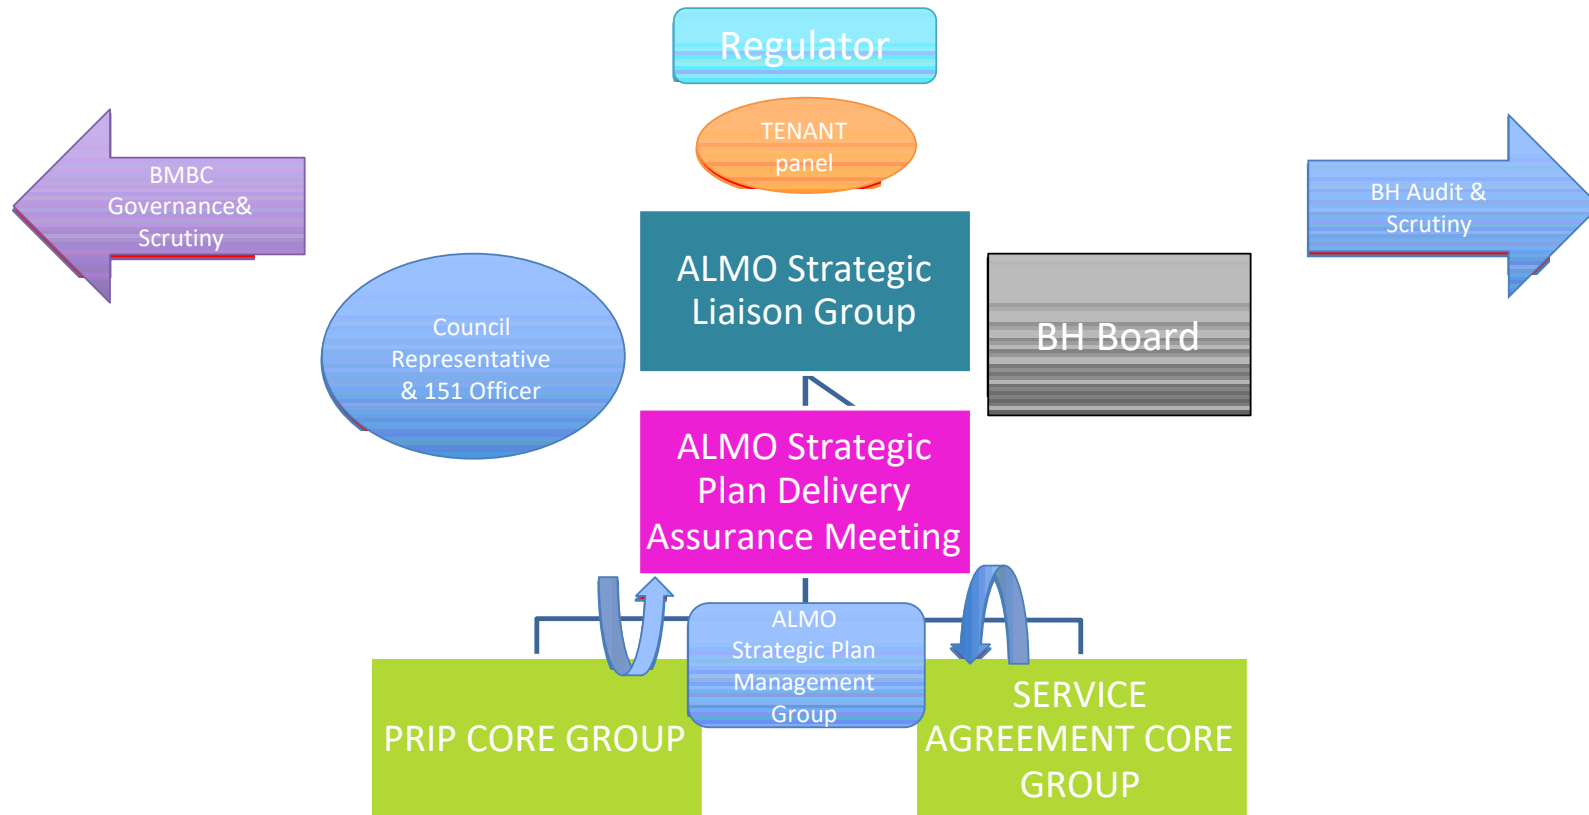 Regulator
TENANT
panel
BMBC
Governance&
Scrutiny
BH Audit &
Scrutiny
ALMO Strategic
Liaison Group
Council
Representative
& 151 Officer
BH Board
ALMO Strategic
Plan Delivery
Assurance Meeting
ALMO
Strategic Plan
Management
Group
PRIP CORE GROUP
SERVICE
AGREEMENT CORE
GROUP